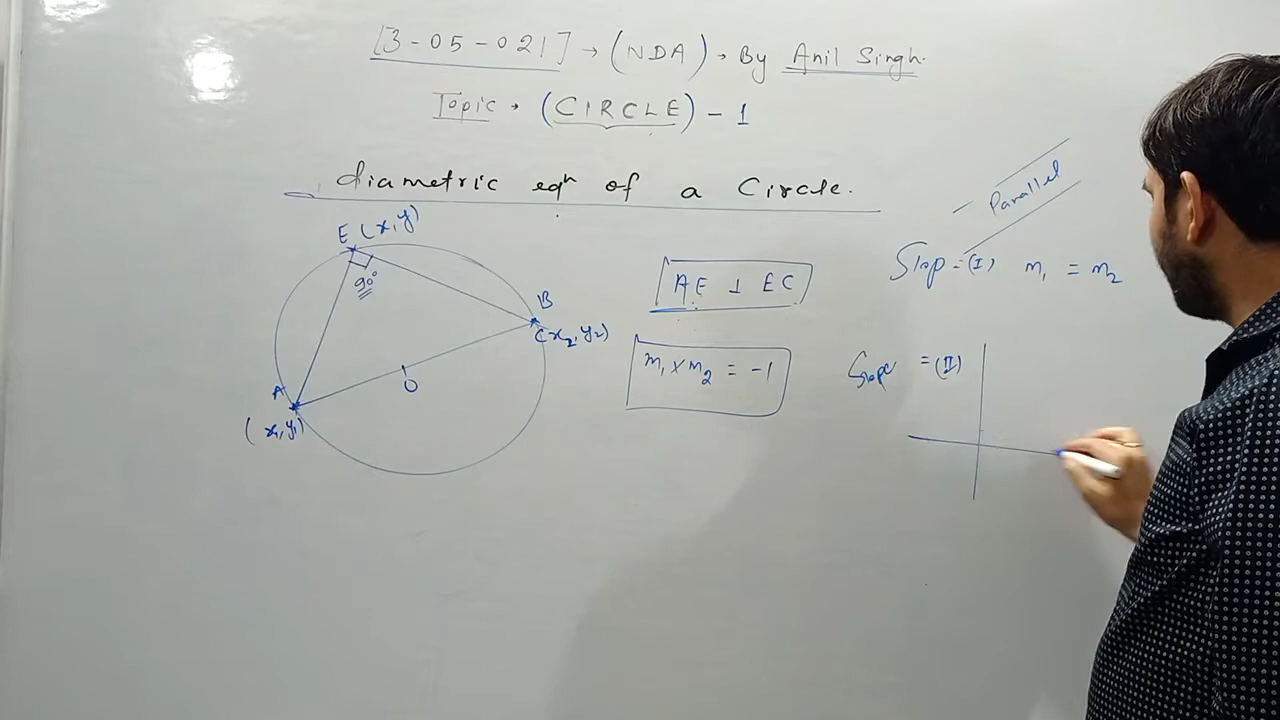 [3-05-021] → (NDA) → By Anil Singh.
Topic → (CIRCLE) - 1
diametric eqn of a Circle.
Parallel
E (x, y)
90°
AE ⊥ EC
Slop = (I) m₁ = m₂
B
(x₂, y₂)
m₁ × m₂ = -1
Slope = (II)
A
O
(x₁, y₁)